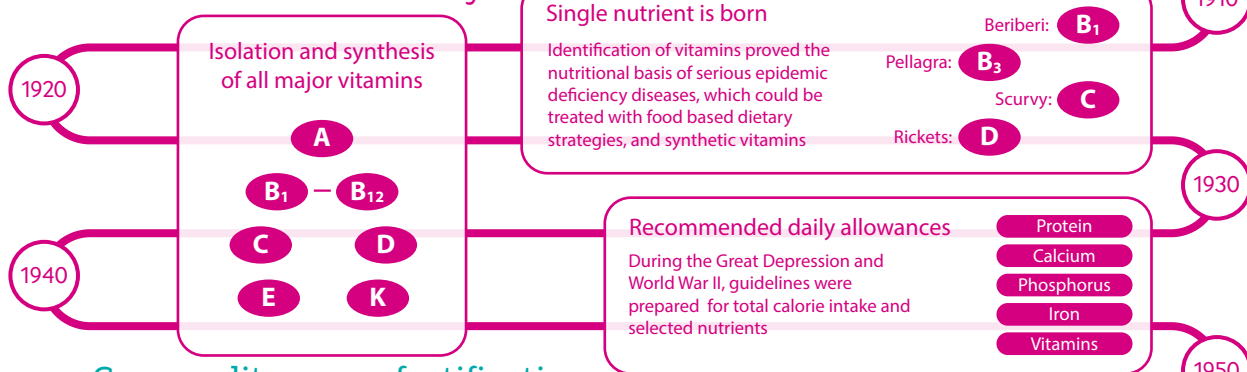 1910
Single nutrient is born
Identification of vitamins proved the
nutritional basis of serious epidemic
deficiency diseases, which could be
treated with food based dietary
strategies, and synthetic vitamins
Beriberi: B1
Pellagra: B3
Scurvy: C
Rickets: D
1920
Isolation and synthesis
of all major vitamins
A
B1 – B12
C D
E K
1930
Recommended daily allowances
During the Great Depression and
World War II, guidelines were
prepared for total calorie intake and
selected nutrients
Protein
Calcium
Phosphorus
Iron
Vitamins
1940
1950